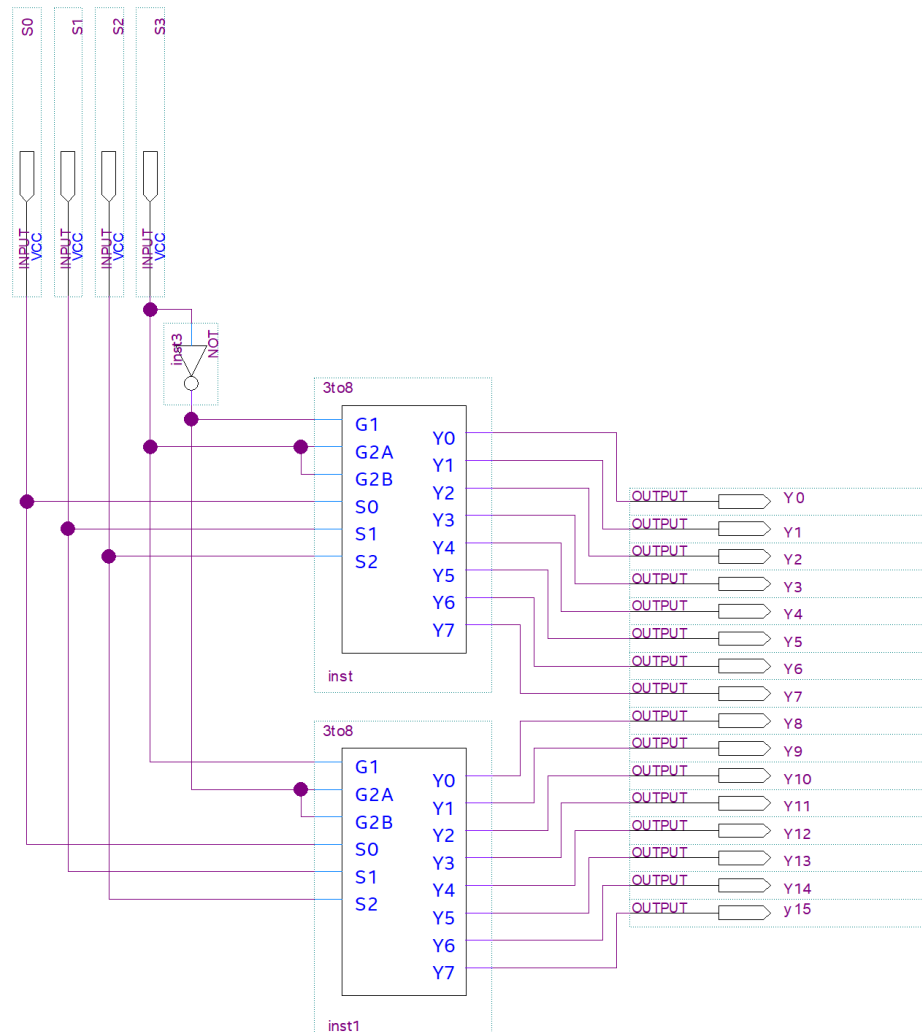 S0
S1
S2
S3
INPUT
VCC
INPUT
VCC
INPUT
VCC
INPUT
VCC
inst3
NOT
3to8
G1
G2A
G2B
S0
S1
S2
Y0
Y1
Y2
Y3
Y4
Y5
Y6
Y7
inst
3to8
G1
G2A
G2B
S0
S1
S2
Y0
Y1
Y2
Y3
Y4
Y5
Y6
Y7
inst1
OUTPUT Y0
OUTPUT Y1
OUTPUT Y2
OUTPUT Y3
OUTPUT Y4
OUTPUT Y5
OUTPUT Y6
OUTPUT Y7
OUTPUT Y8
OUTPUT Y9
OUTPUT Y10
OUTPUT Y11
OUTPUT Y12
OUTPUT Y13
OUTPUT Y14
OUTPUT y15